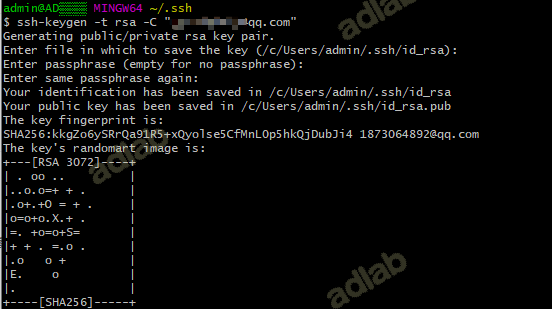 admin@AD MINGW64 ~/.ssh
$ ssh-keygen -t rsa -C "qq.com"
Generating public/private rsa key pair.
Enter file in which to save the key (/c/Users/admin/.ssh/id_rsa):
Enter passphrase (empty for no passphrase):
Enter same passphrase again:
Your identification has been saved in /c/Users/admin/.ssh/id_rsa
Your public key has been saved in /c/Users/admin/.ssh/id_rsa.pub
The key fingerprint is:
SHA256:kkgZo6ySRrQa91R5+xQyolse5CfMnLOp5hkQjDubJi4 1873064892@qq.com
The key's randomart image is:
+---[RSA 3072]----+
| . oo ..         |
|..o.o=+ + .      |
|.o+.+O = + .     |
|o=o+o.X.+ .      |
|=. +o=o+S=       |
|+ + . =.o .      |
|.o   o +         |
|E.    o          |
|.                |
+----[SHA256]-----+
adlab
adlab
adlab